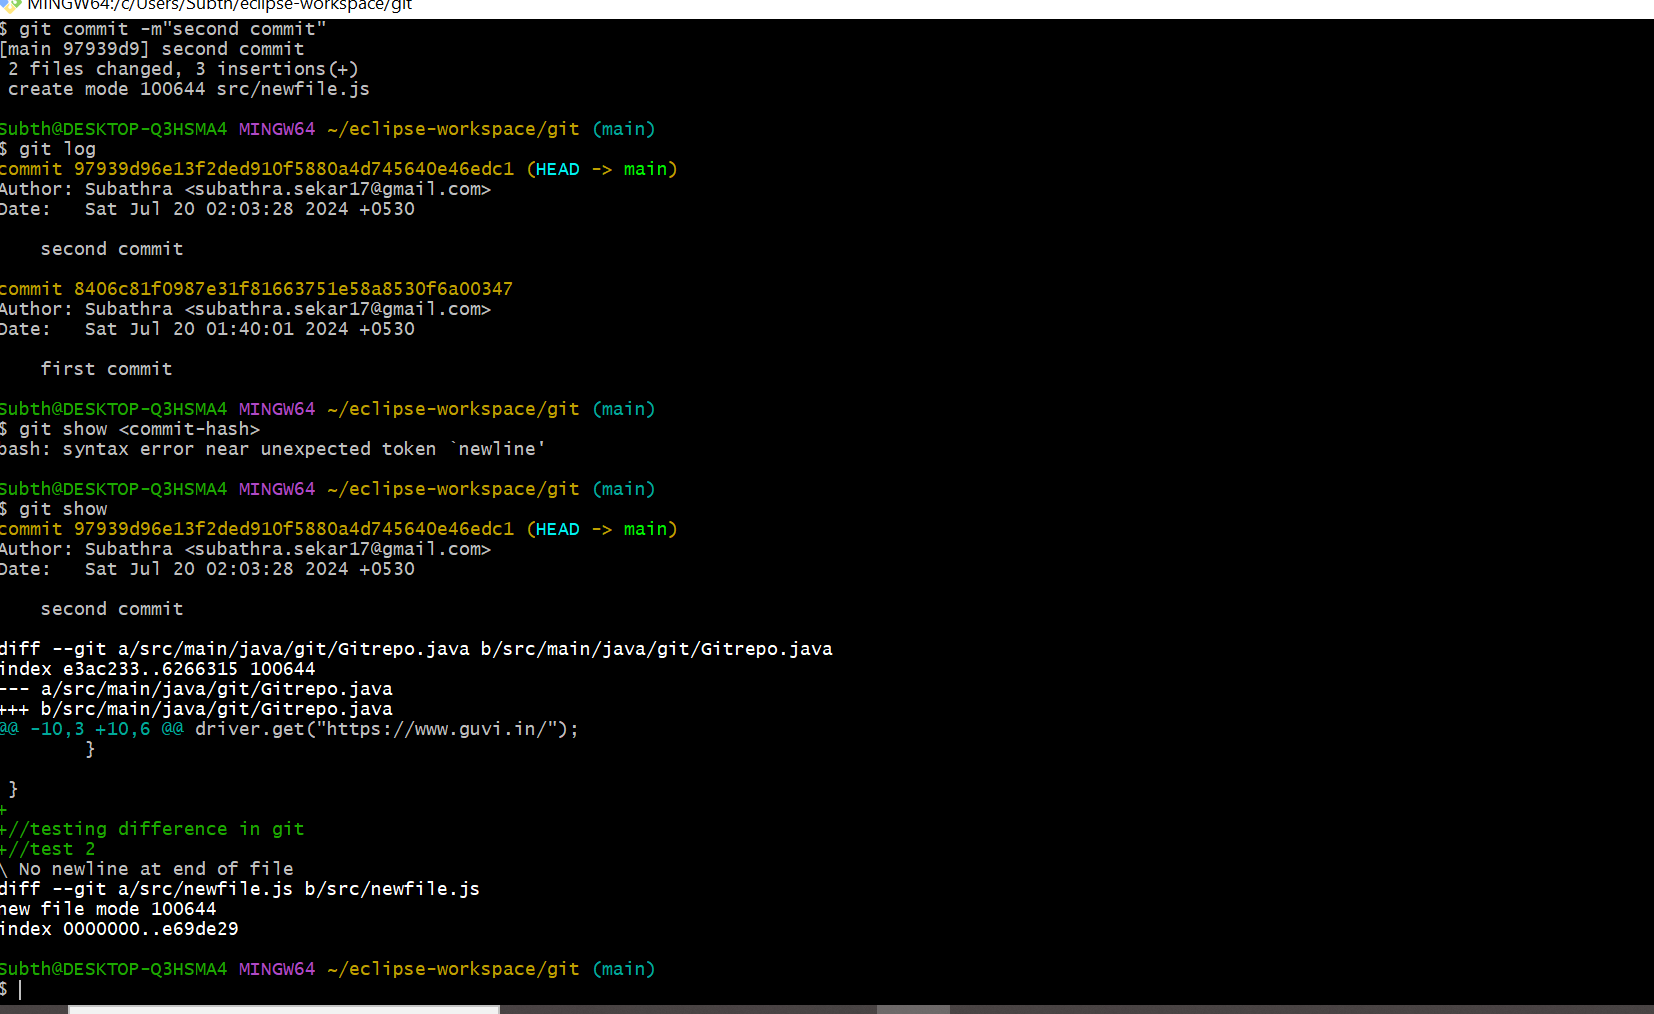 MINGW64:/c/Users/Subth/eclipse-workspace/git
$ git commit -m"second commit"
[main 97939d9] second commit
 2 files changed, 3 insertions(+)
 create mode 100644 src/newfile.js
Subth@DESKTOP-Q3HSMA4 MINGW64 ~/eclipse-workspace/git (main)
$ git log
commit 97939d96e13f2ded910f5880a4d745640e46edc1 (HEAD -> main)
Author: Subathra <subathra.sekar17@gmail.com>
Date:   Sat Jul 20 02:03:28 2024 +0530
    second commit
commit 8406c81f0987e31f81663751e58a8530f6a00347
Author: Subathra <subathra.sekar17@gmail.com>
Date:   Sat Jul 20 01:40:01 2024 +0530
    first commit
Subth@DESKTOP-Q3HSMA4 MINGW64 ~/eclipse-workspace/git (main)
$ git show <commit-hash>
bash: syntax error near unexpected token `newline'
Subth@DESKTOP-Q3HSMA4 MINGW64 ~/eclipse-workspace/git (main)
$ git show
commit 97939d96e13f2ded910f5880a4d745640e46edc1 (HEAD -> main)
Author: Subathra <subathra.sekar17@gmail.com>
Date:   Sat Jul 20 02:03:28 2024 +0530
    second commit
diff --git a/src/main/java/git/Gitrepo.java b/src/main/java/git/Gitrepo.java
index e3ac233..6266315 100644
--- a/src/main/java/git/Gitrepo.java
+++ b/src/main/java/git/Gitrepo.java
@@ -10,3 +10,6 @@ driver.get("https://www.guvi.in/");
        }
 }
+
+//testing difference in git
+//test 2
\ No newline at end of file
diff --git a/src/newfile.js b/src/newfile.js
new file mode 100644
index 0000000..e69de29
Subth@DESKTOP-Q3HSMA4 MINGW64 ~/eclipse-workspace/git (main)
$